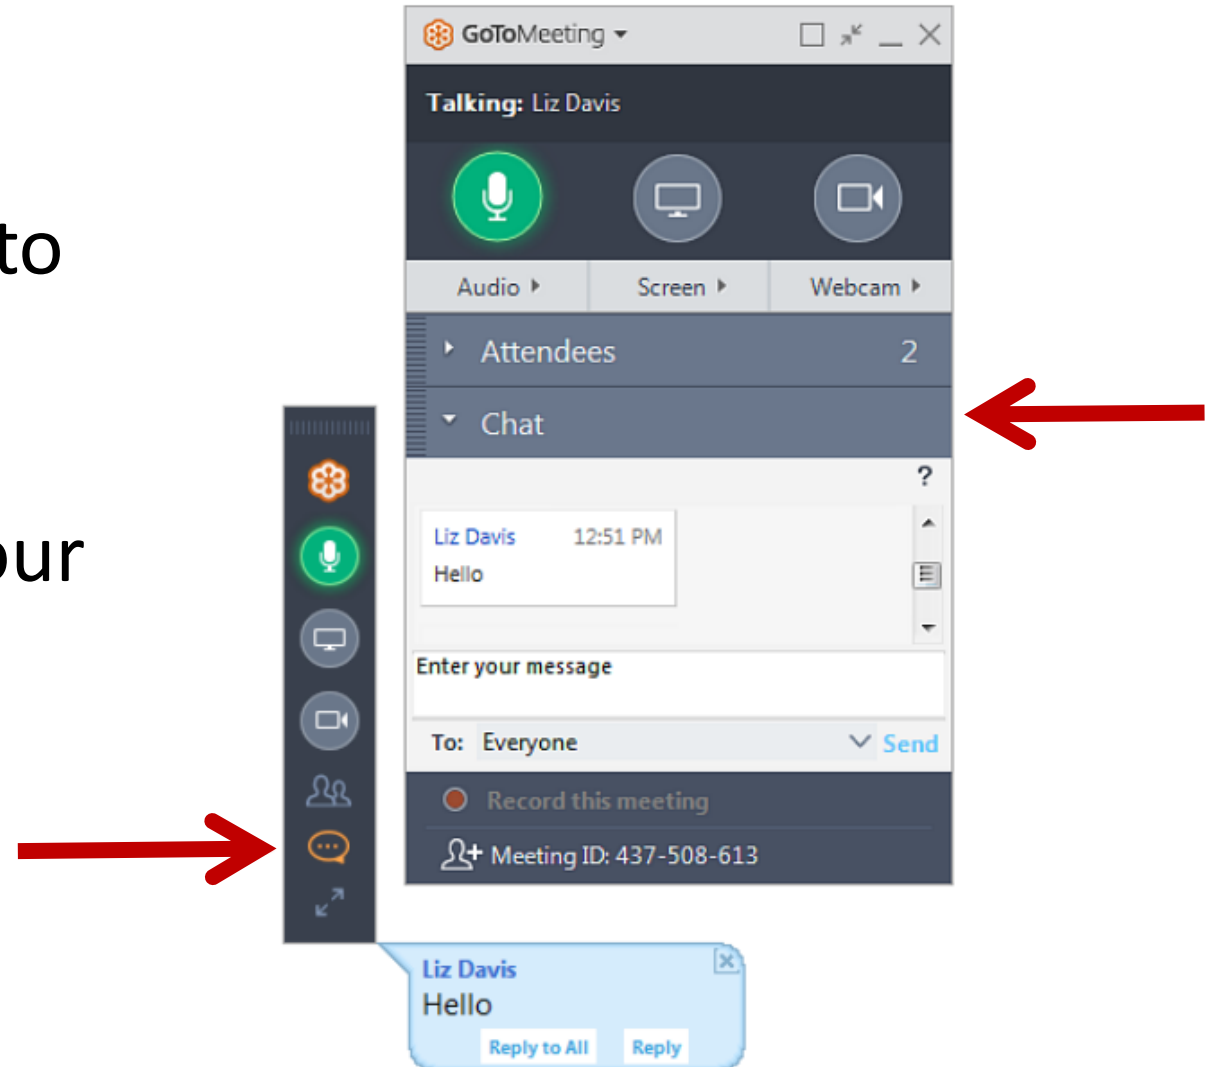 GoToMeeting
Talking: Liz Davis
to
Audio Screen Webcam
Attendees 2
Chat
?
Liz Davis 12:51 PM
Hello
our
Enter your message
To: Everyone Send
Record this meeting
Meeting ID: 437-508-613
Liz Davis
Hello
Reply to All Reply